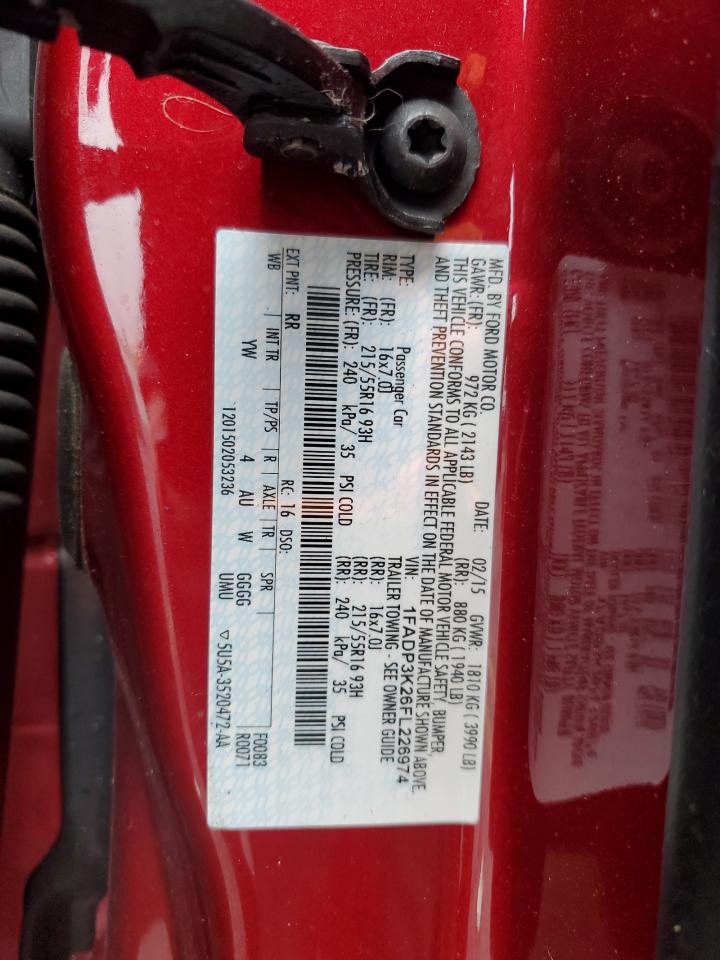 MFD. BY FORD MOTOR CO.
DATE: 02/15 GVWR: 1810 KG ( 3990 LB)
GAWR: (FR): 972 KG ( 2143 LB) (RR): 880 KG ( 1940 LB)
THIS VEHICLE CONFORMS TO ALL APPLICABLE FEDERAL MOTOR VEHICLE SAFETY, BUMPER,
AND THEFT PREVENTION STANDARDS IN EFFECT ON THE DATE OF MANUFACTURE SHOWN ABOVE.
VIN: 1FADP3K26FL226974
TYPE: Passenger Car TRAILER TOWING - SEE OWNER GUIDE
RIM: (FR): 16x7.0J (RR): 16x7.0J
TIRE: (FR): 215/55R16 93H (RR): 215/55R16 93H
PRESSURE: (FR): 240 kPa/ 35 PSI COLD (RR): 240 kPa/ 35 PSI COLD
EXT PNT: RR RC: 16 DSO:
WB INT TR TP/PS R AXLE TR SPR F0083
YW 4 AU W GGGG R0071
1201502053236 UMU ▽ 5U5A-3520472-AA